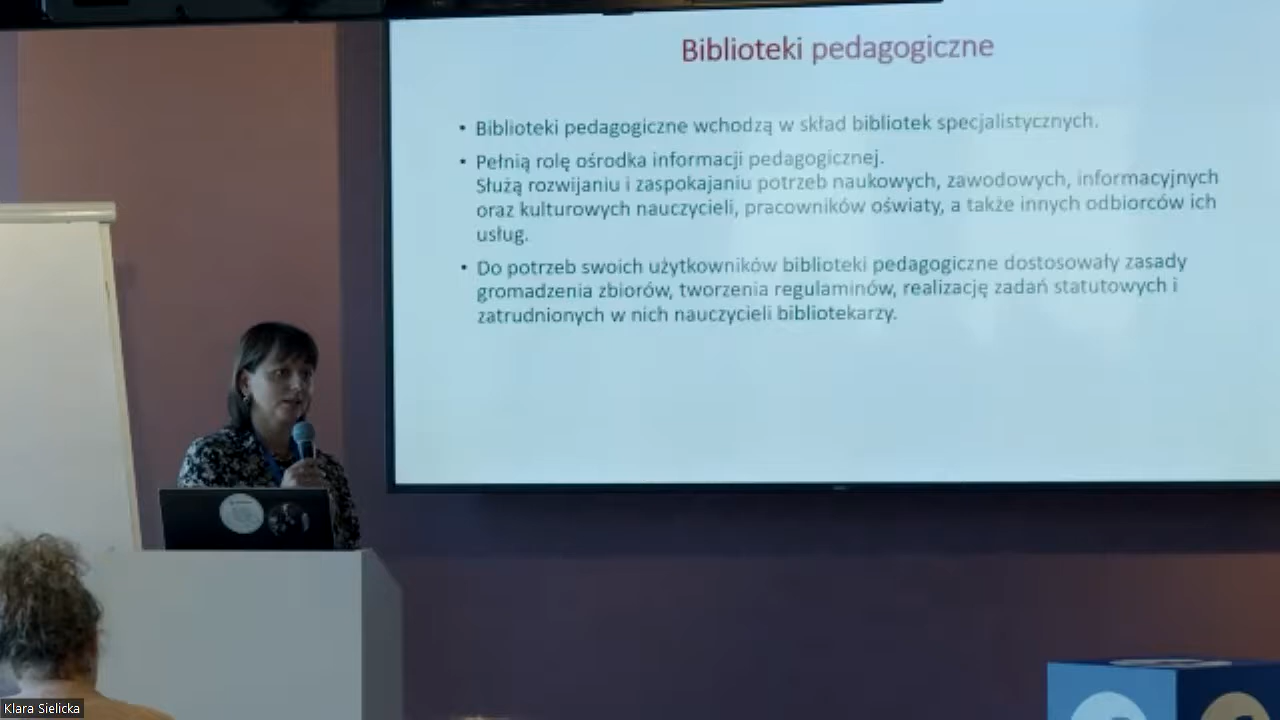 Biblioteki pedagogiczne
• Biblioteki pedagogiczne wchodzą w skład bibliotek specjalistycznych.
• Pełnią rolę ośrodka informacji pedagogicznej.
Służą rozwijaniu i zaspokajaniu potrzeb naukowych, zawodowych, informacyjnych
oraz kulturowych nauczycieli, pracowników oświaty, a także innych odbiorców ich
usług.
• Do potrzeb swoich użytkowników biblioteki pedagogiczne dostosowały zasady
gromadzenia zbiorów, tworzenia regulaminów, realizację zadań statutowych i
zatrudnionych w nich nauczycieli bibliotekarzy.
Klara Sielicka